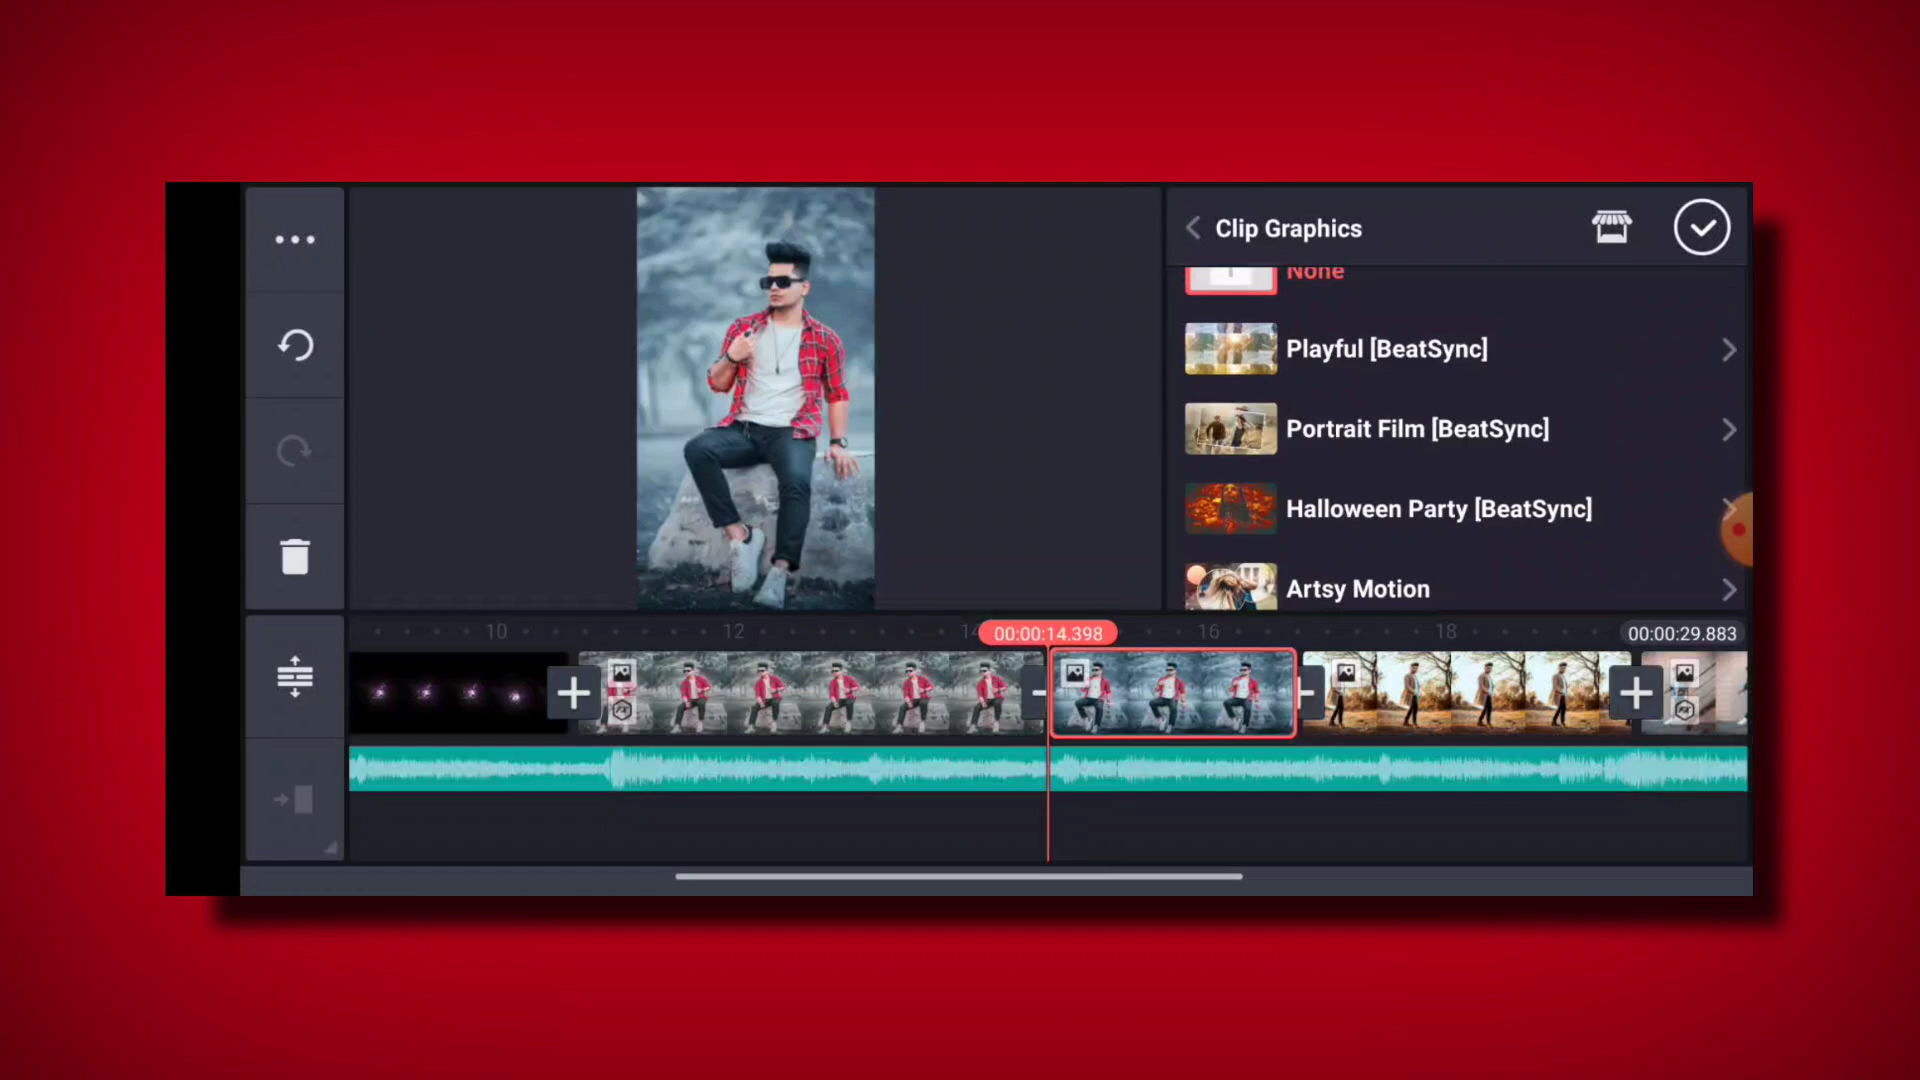 Clip Graphics
None
Playful [BeatSync]
Portrait Film [BeatSync]
Halloween Party [BeatSync]
Artsy Motion
10 12 14 00:00:14.398 16 18 00:00:29.883